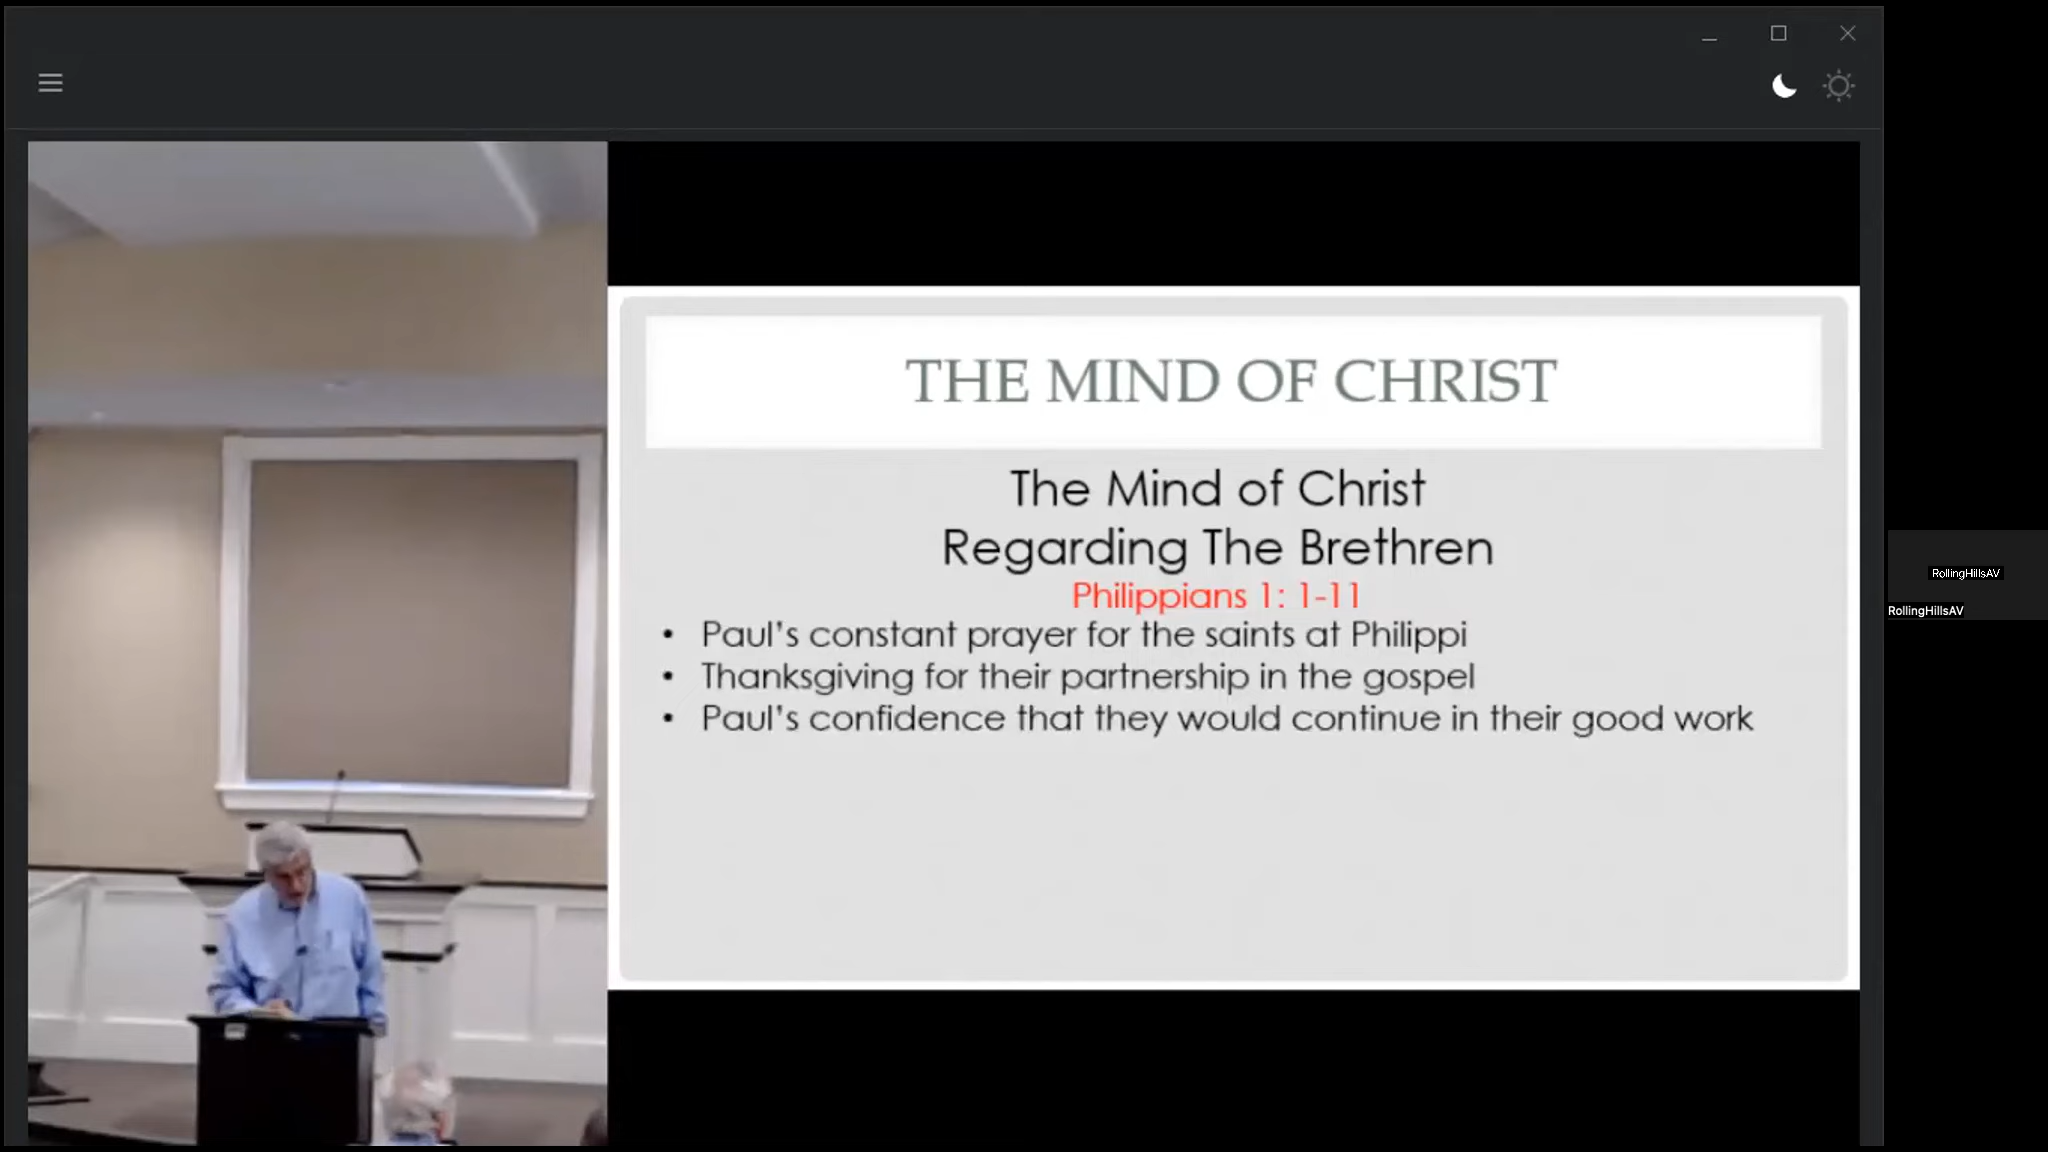 THE MIND OF CHRIST
The Mind of Christ
Regarding The Brethren
Philippians 1: 1-11
• Paul's constant prayer for the saints at Philippi
• Thanksgiving for their partnership in the gospel
• Paul's confidence that they would continue in their good work
RollingHillsAV
RollingHillsAV